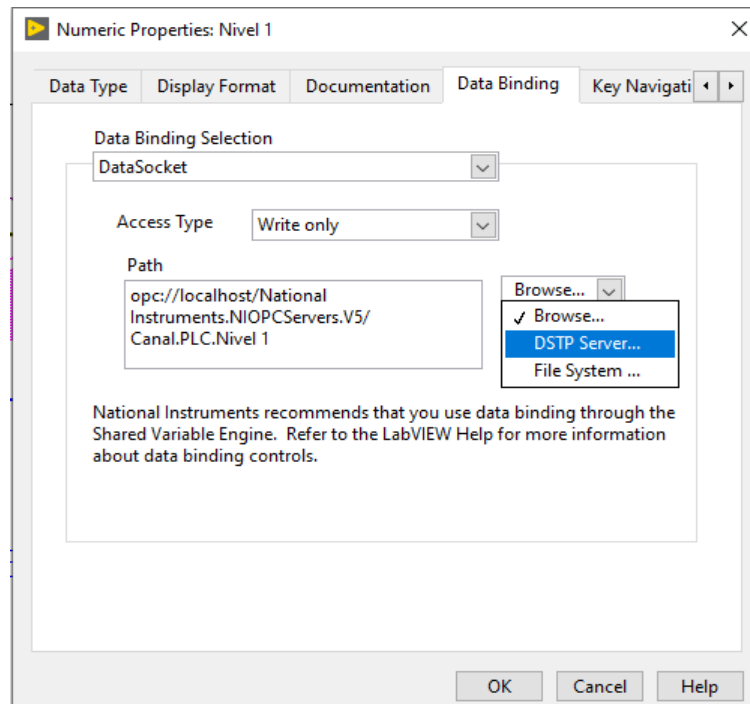 Numeric Properties: Nivel 1
Data Type
Display Format
Documentation
Data Binding
Key Navigati
Data Binding Selection
DataSocket
Access Type
Write only
Path
opc://localhost/National
Instruments.NIOPCServers.V5/
Canal.PLC.Nivel 1
Browse...
✓ Browse...
DSTP Server...
File System ...
National Instruments recommends that you use data binding through the
Shared Variable Engine.  Refer to the LabVIEW Help for more information
about data binding controls.
OK
Cancel
Help